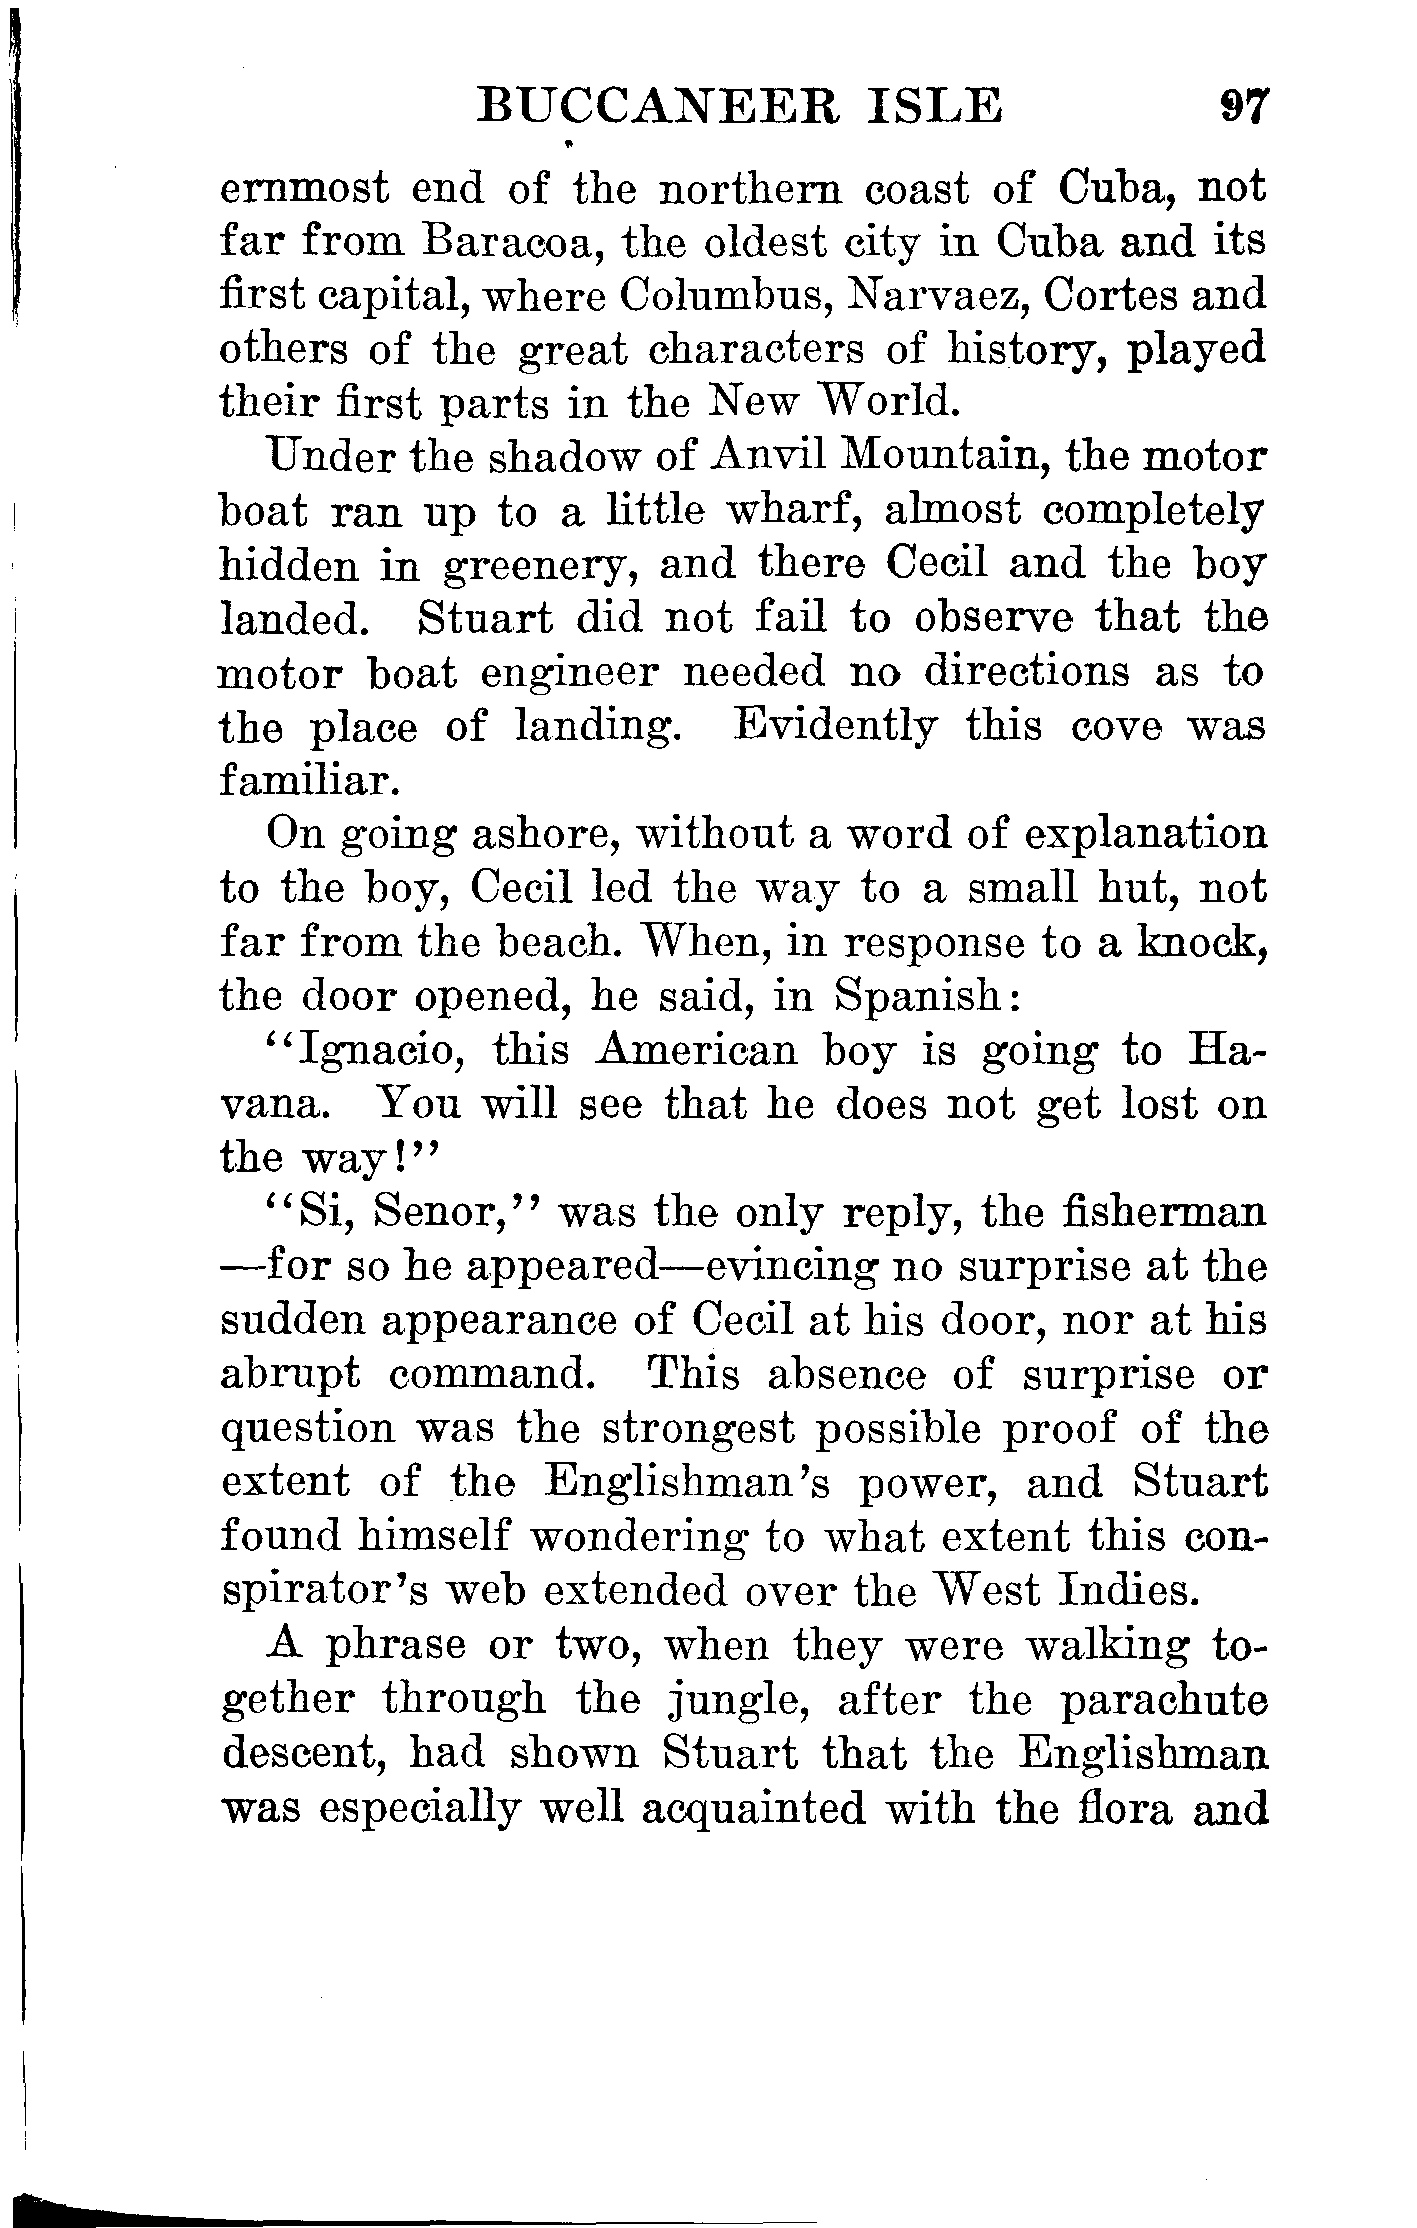 BUCCANEER ISLE 97
ernmost end of the northern coast of Cuba, not
far from Baracoa, the oldest city in Cuba and its
first capital, where Columbus, Narvaez, Cortes and
others of the great characters of history, played
their first parts in the New World.
Under the shadow of Anvil Mountain, the motor
boat ran up to a little wharf, almost completely
hidden in greenery, and there Cecil and the boy
landed. Stuart did not fail to observe that the
motor boat engineer needed no directions as to
the place of landing. Evidently this cove was
familiar.
On going ashore, without a word of explanation
to the boy, Cecil led the way to a small hut, not
far from the beach. When, in response to a knock,
the door opened, he said, in Spanish:
“Ignacio, this American boy is going to Ha-
vana. You will see that he does not get lost on
the way!”
“Si, Senor,” was the only reply, the fisherman
—for so he appeared—evincing no surprise at the
sudden appearance of Cecil at his door, nor at his
abrupt command. This absence of surprise or
question was the strongest possible proof of the
extent of the Englishman’s power, and Stuart
found himself wondering to what extent this con-
spirator’s web extended over the West Indies.
A phrase or two, when they were walking to-
gether through the jungle, after the parachute
descent, had shown Stuart that the Englishman
was especially well acquainted with the flora and